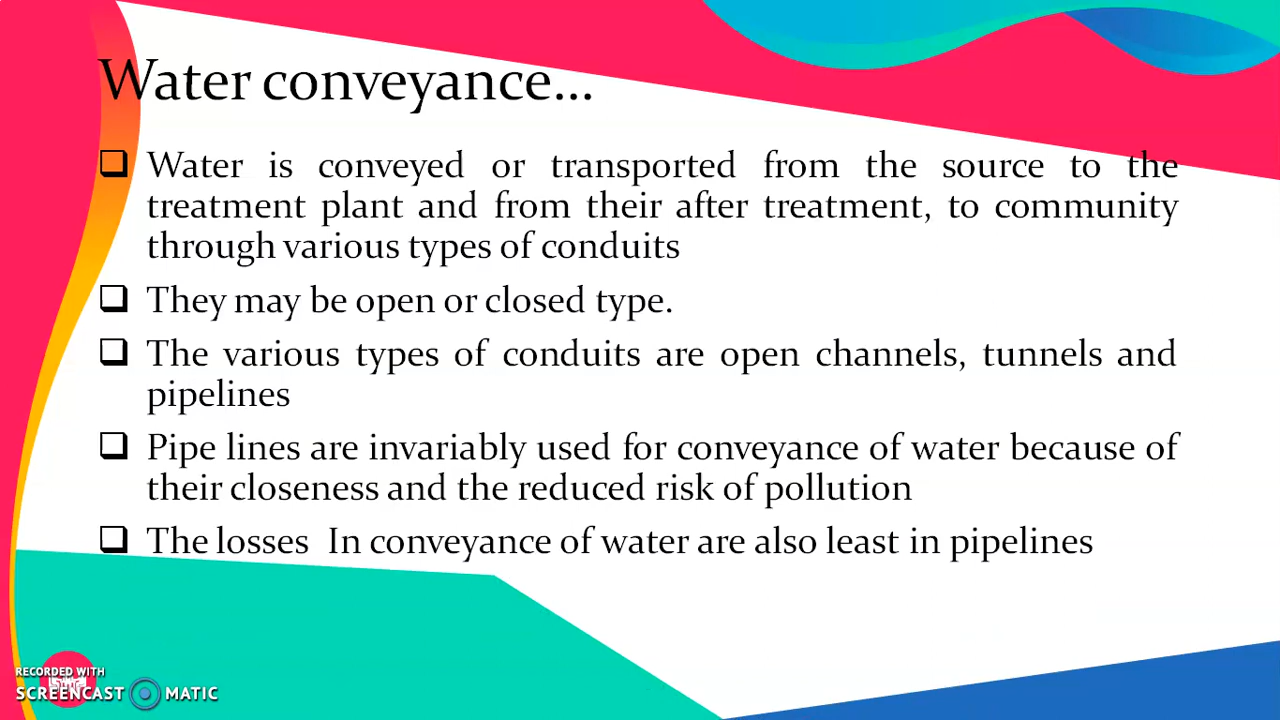 Water conveyance...
❑ Water is conveyed or transported from the source to the
treatment plant and from their after treatment, to community
through various types of conduits
❑ They may be open or closed type.
❑ The various types of conduits are open channels, tunnels and
pipelines
❑ Pipe lines are invariably used for conveyance of water because of
their closeness and the reduced risk of pollution
❑ The losses In conveyance of water are also least in pipelines
RECORDED WITH
SCREENCAST MATIC